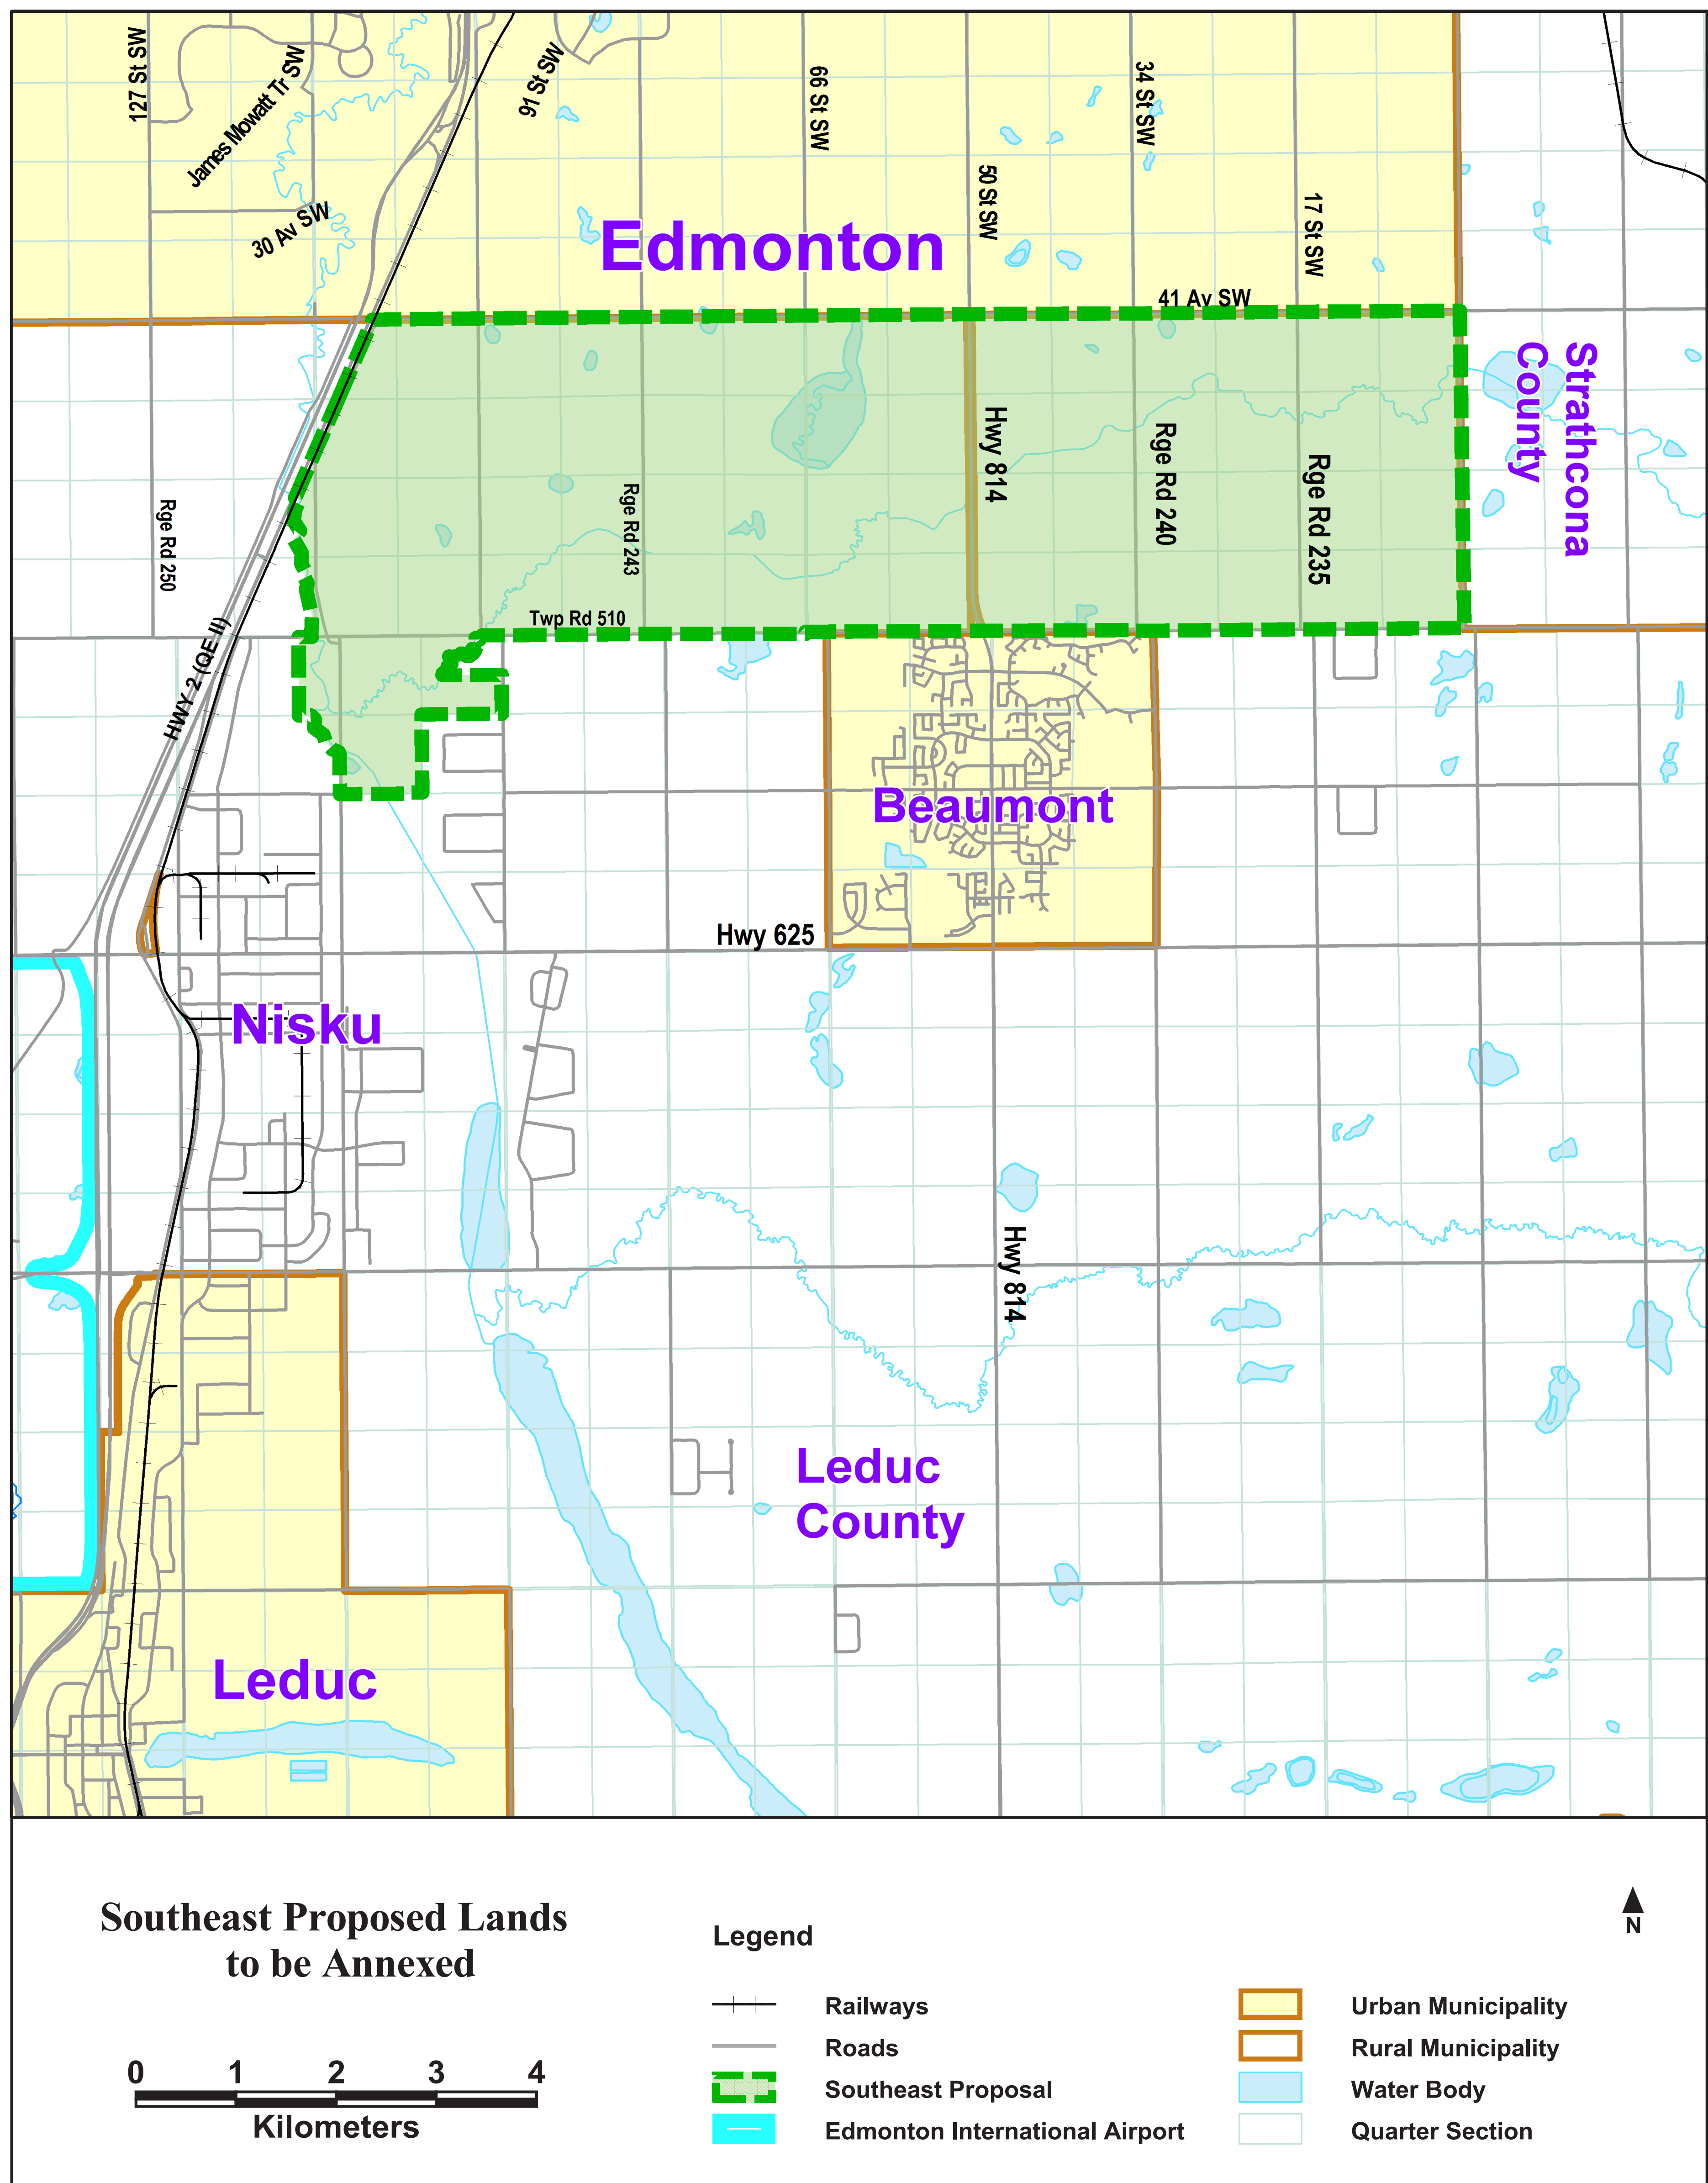 127 St SW
James Mowatt Tr SW
30 Av SW
91 St SW
66 St SW
50 St SW
34 St SW
17 St SW
Edmonton
41 Av SW
Strathcona
County
Hwy 814
Rge Rd 240
Rge Rd 235
Rge Rd 243
Rge Rd 250
Twp Rd 510
HWY 2 (QE II)
Beaumont
Hwy 625
Nisku
Hwy 814
Leduc
County
Leduc
Southeast Proposed Lands
to be Annexed
0 1 2 3 4
Kilometers
Legend
Railways
Roads
Southeast Proposal
Edmonton International Airport
Urban Municipality
Rural Municipality
Water Body
Quarter Section
N